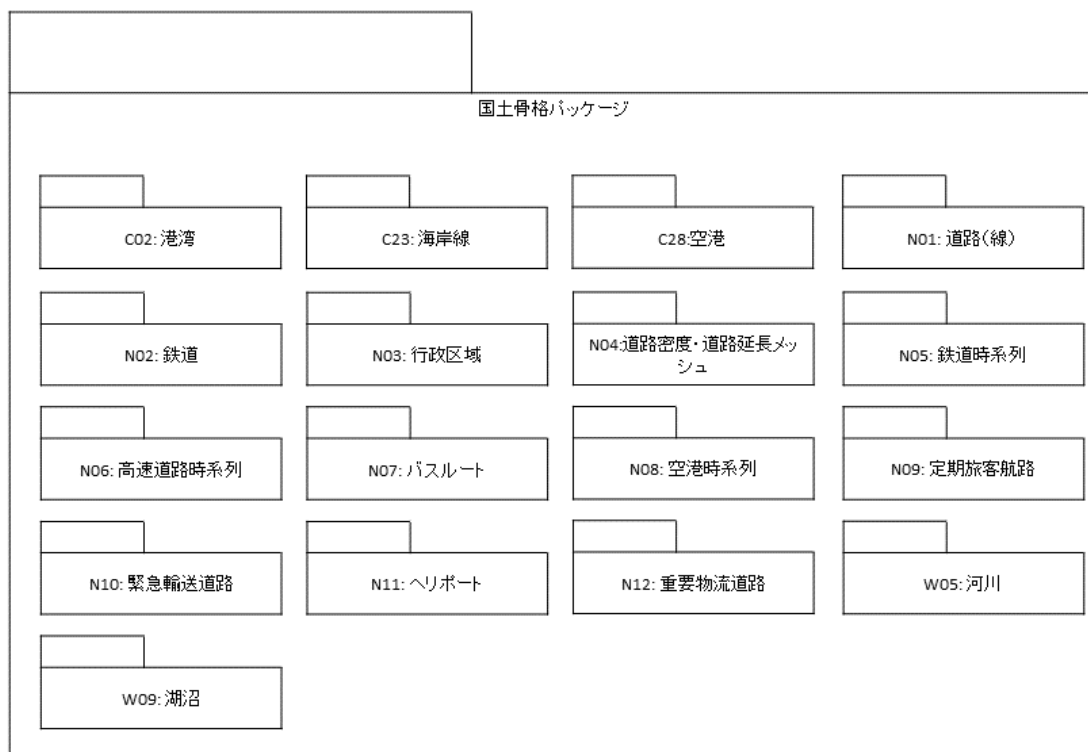 国土骨格パッケージ
C02: 港湾
C23: 海岸線
C28:空港
N01: 道路(線)
N02: 鉄道
N03: 行政区域
N04:道路密度・道路延長メッ
シュ
N05: 鉄道時系列
N06: 高速道路時系列
N07: バスルート
N08: 空港時系列
N09: 定期旅客航路
N10: 緊急輸送道路
N11: ヘリポート
N12: 重要物流道路
W05: 河川
W09: 湖沼